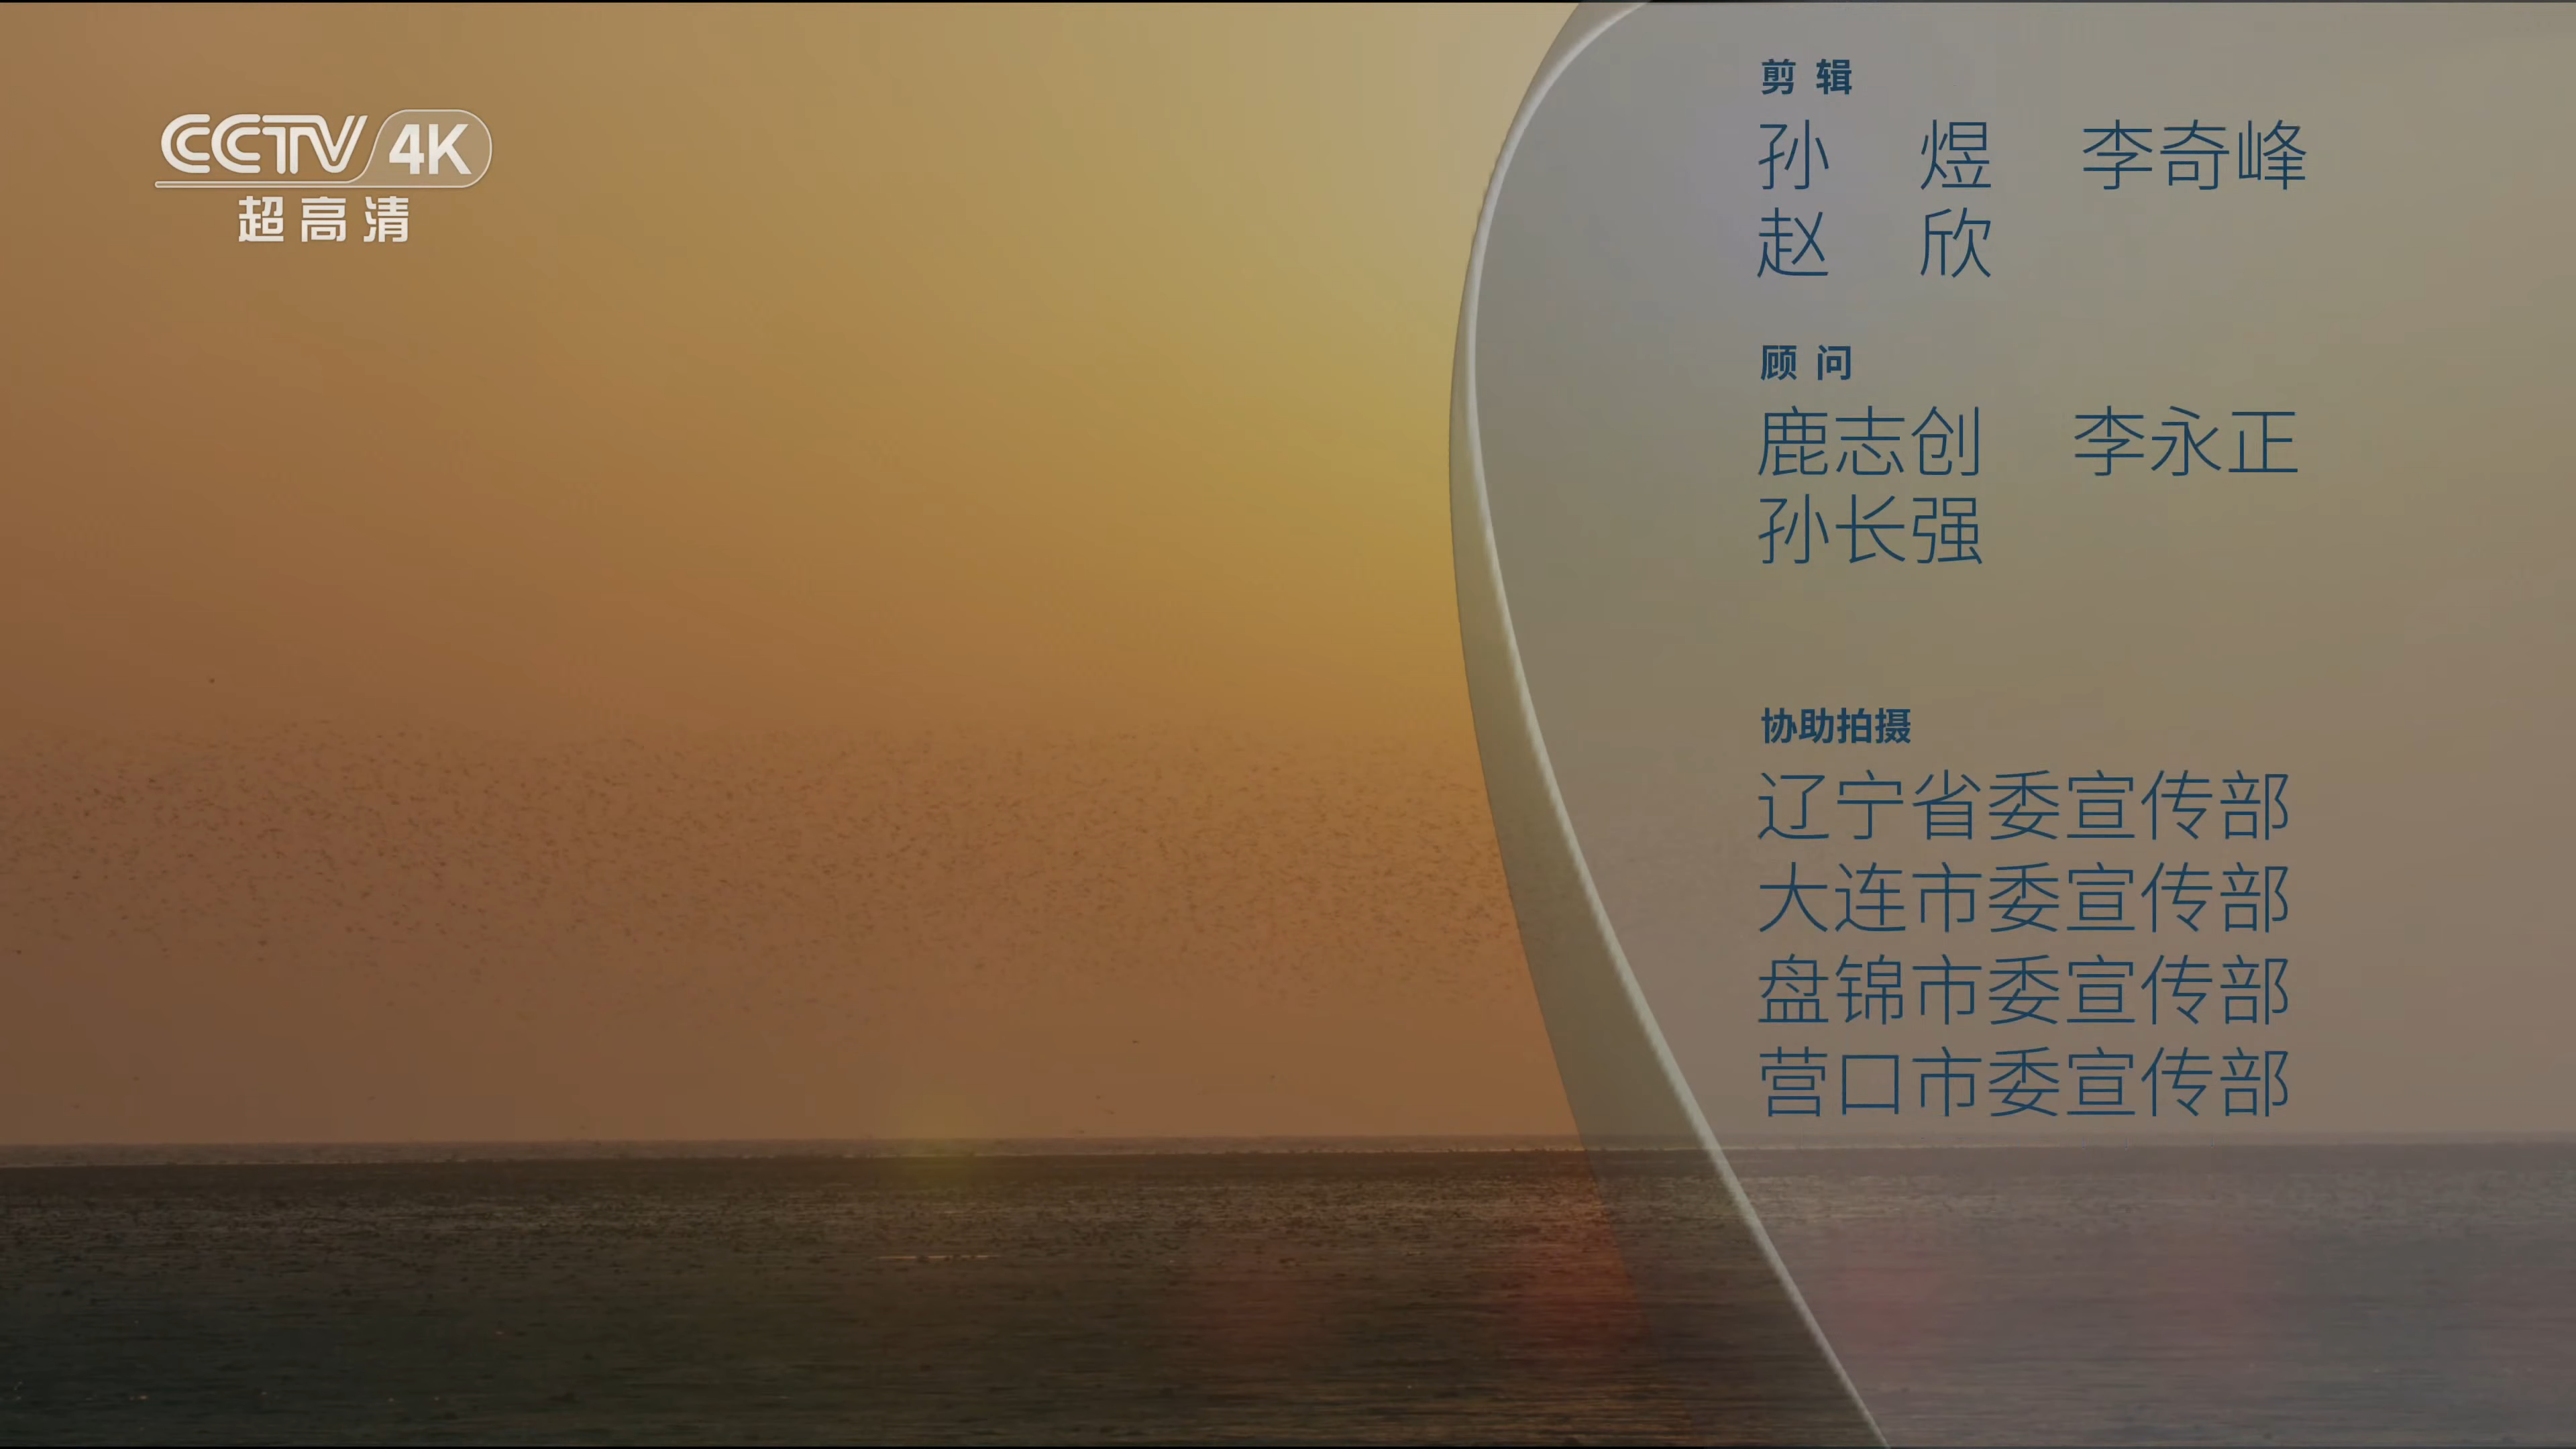 CCTV 4K
超高清
剪辑
孙 煜 李奇峰
赵 欣
顾问
鹿志创 李永正
孙长强
协助拍摄
辽宁省委宣传部
大连市委宣传部
盘锦市委宣传部
营口市委宣传部